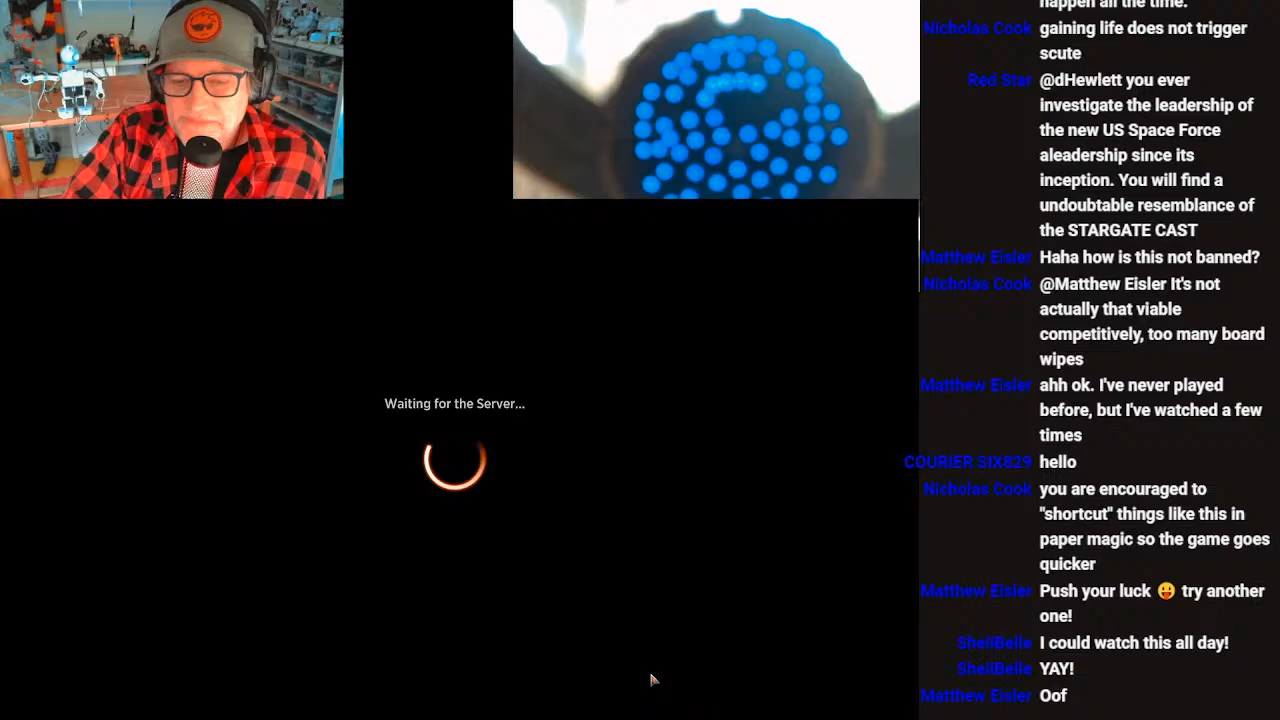 Waiting for the Server...
happen all the time.
Nicholas Cook gaining life does not trigger
scute
Red Star @dHewlett you ever
investigate the leadership of
the new US Space Force
aleadership since its
inception. You will find a
undoubtable resemblance of
the STARGATE CAST
Matthew Eisler Haha how is this not banned?
Nicholas Cook @Matthew Eisler It's not
actually that viable
competitively, too many board
wipes
Matthew Eisler ahh ok. I've never played
before, but I've watched a few
times
COURIER SIX829 hello
Nicholas Cook you are encouraged to
"shortcut" things like this in
paper magic so the game goes
quicker
Matthew Eisler Push your luck 😛 try another
one!
ShellBelle I could watch this all day!
ShellBelle YAY!
Matthew Eisler Oof